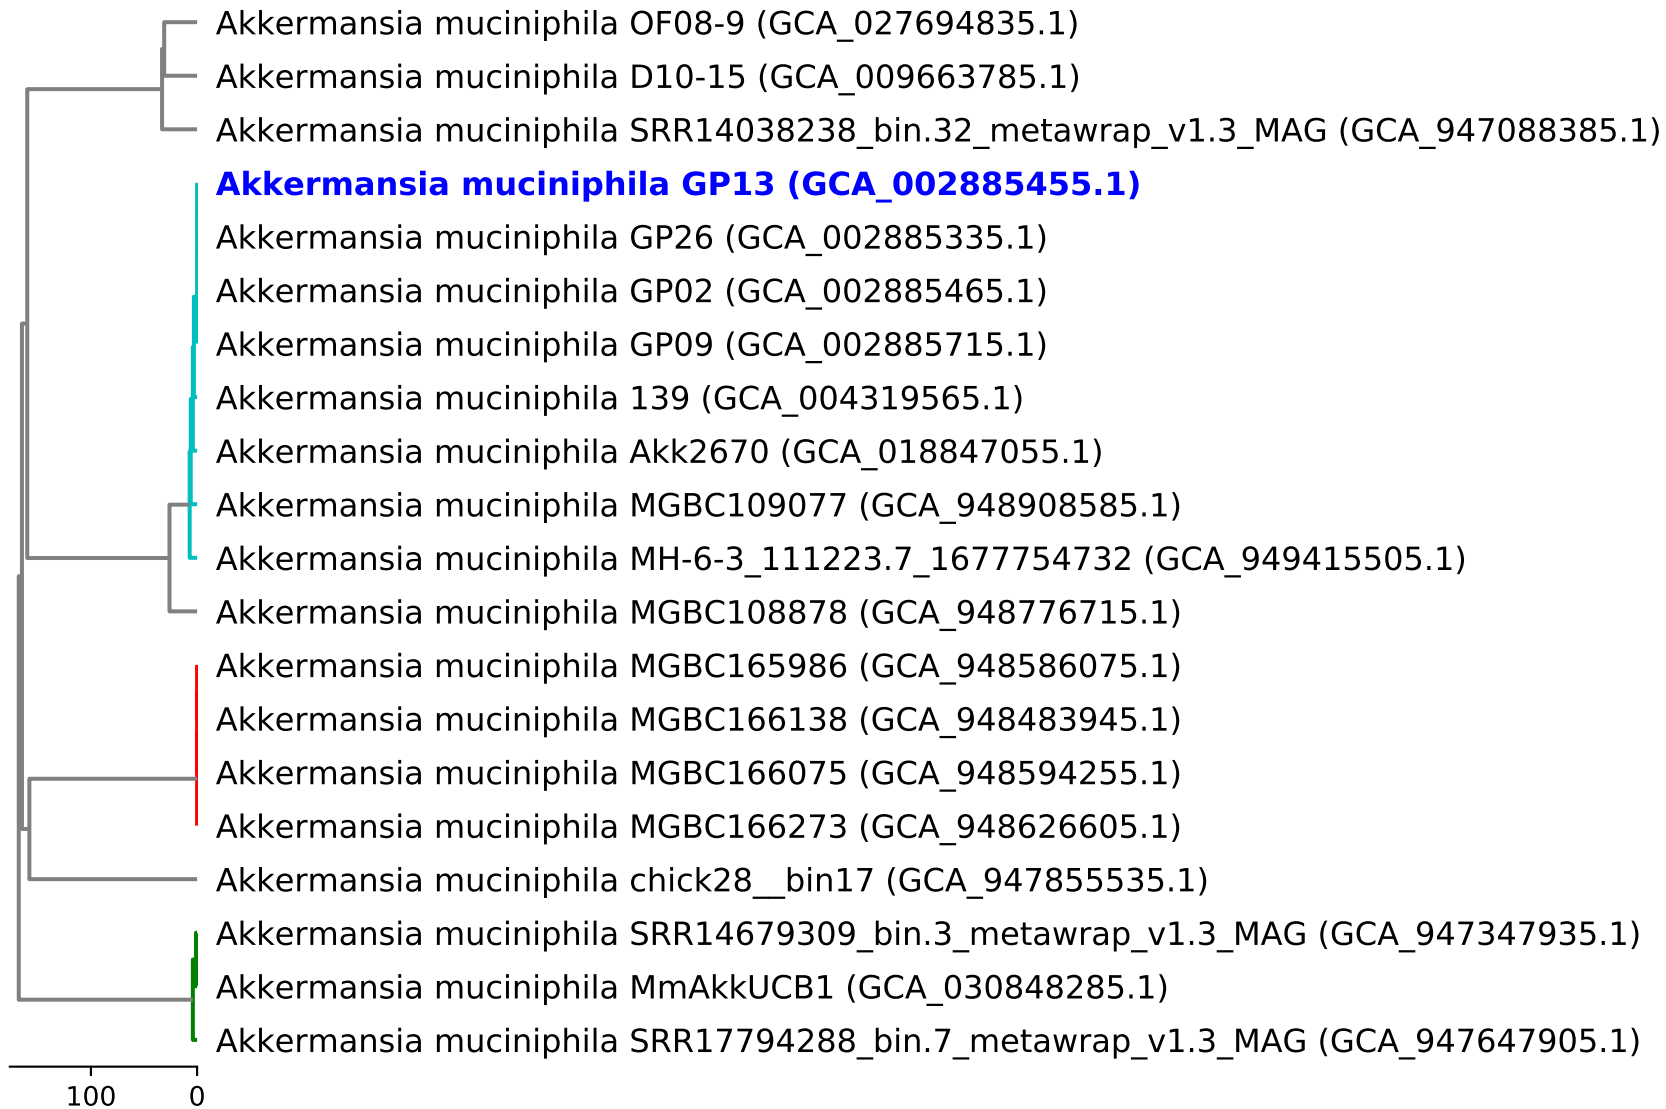 Akkermansia muciniphila OF08-9 (GCA_027694835.1)
Akkermansia muciniphila D10-15 (GCA_009663785.1)
Akkermansia muciniphila SRR14038238_bin.32_metawrap_v1.3_MAG (GCA_947088385.1)
Akkermansia muciniphila GP13 (GCA_002885455.1)
Akkermansia muciniphila GP26 (GCA_002885335.1)
Akkermansia muciniphila GP02 (GCA_002885465.1)
Akkermansia muciniphila GP09 (GCA_002885715.1)
Akkermansia muciniphila 139 (GCA_004319565.1)
Akkermansia muciniphila Akk2670 (GCA_018847055.1)
Akkermansia muciniphila MGBC109077 (GCA_948908585.1)
Akkermansia muciniphila MH-6-3_111223.7_1677754732 (GCA_949415505.1)
Akkermansia muciniphila MGBC108878 (GCA_948776715.1)
Akkermansia muciniphila MGBC165986 (GCA_948586075.1)
Akkermansia muciniphila MGBC166138 (GCA_948483945.1)
Akkermansia muciniphila MGBC166075 (GCA_948594255.1)
Akkermansia muciniphila MGBC166273 (GCA_948626605.1)
Akkermansia muciniphila chick28__bin17 (GCA_947855535.1)
Akkermansia muciniphila SRR14679309_bin.3_metawrap_v1.3_MAG (GCA_947347935.1)
Akkermansia muciniphila MmAkkUCB1 (GCA_030848285.1)
Akkermansia muciniphila SRR17794288_bin.7_metawrap_v1.3_MAG (GCA_947647905.1)
100 0